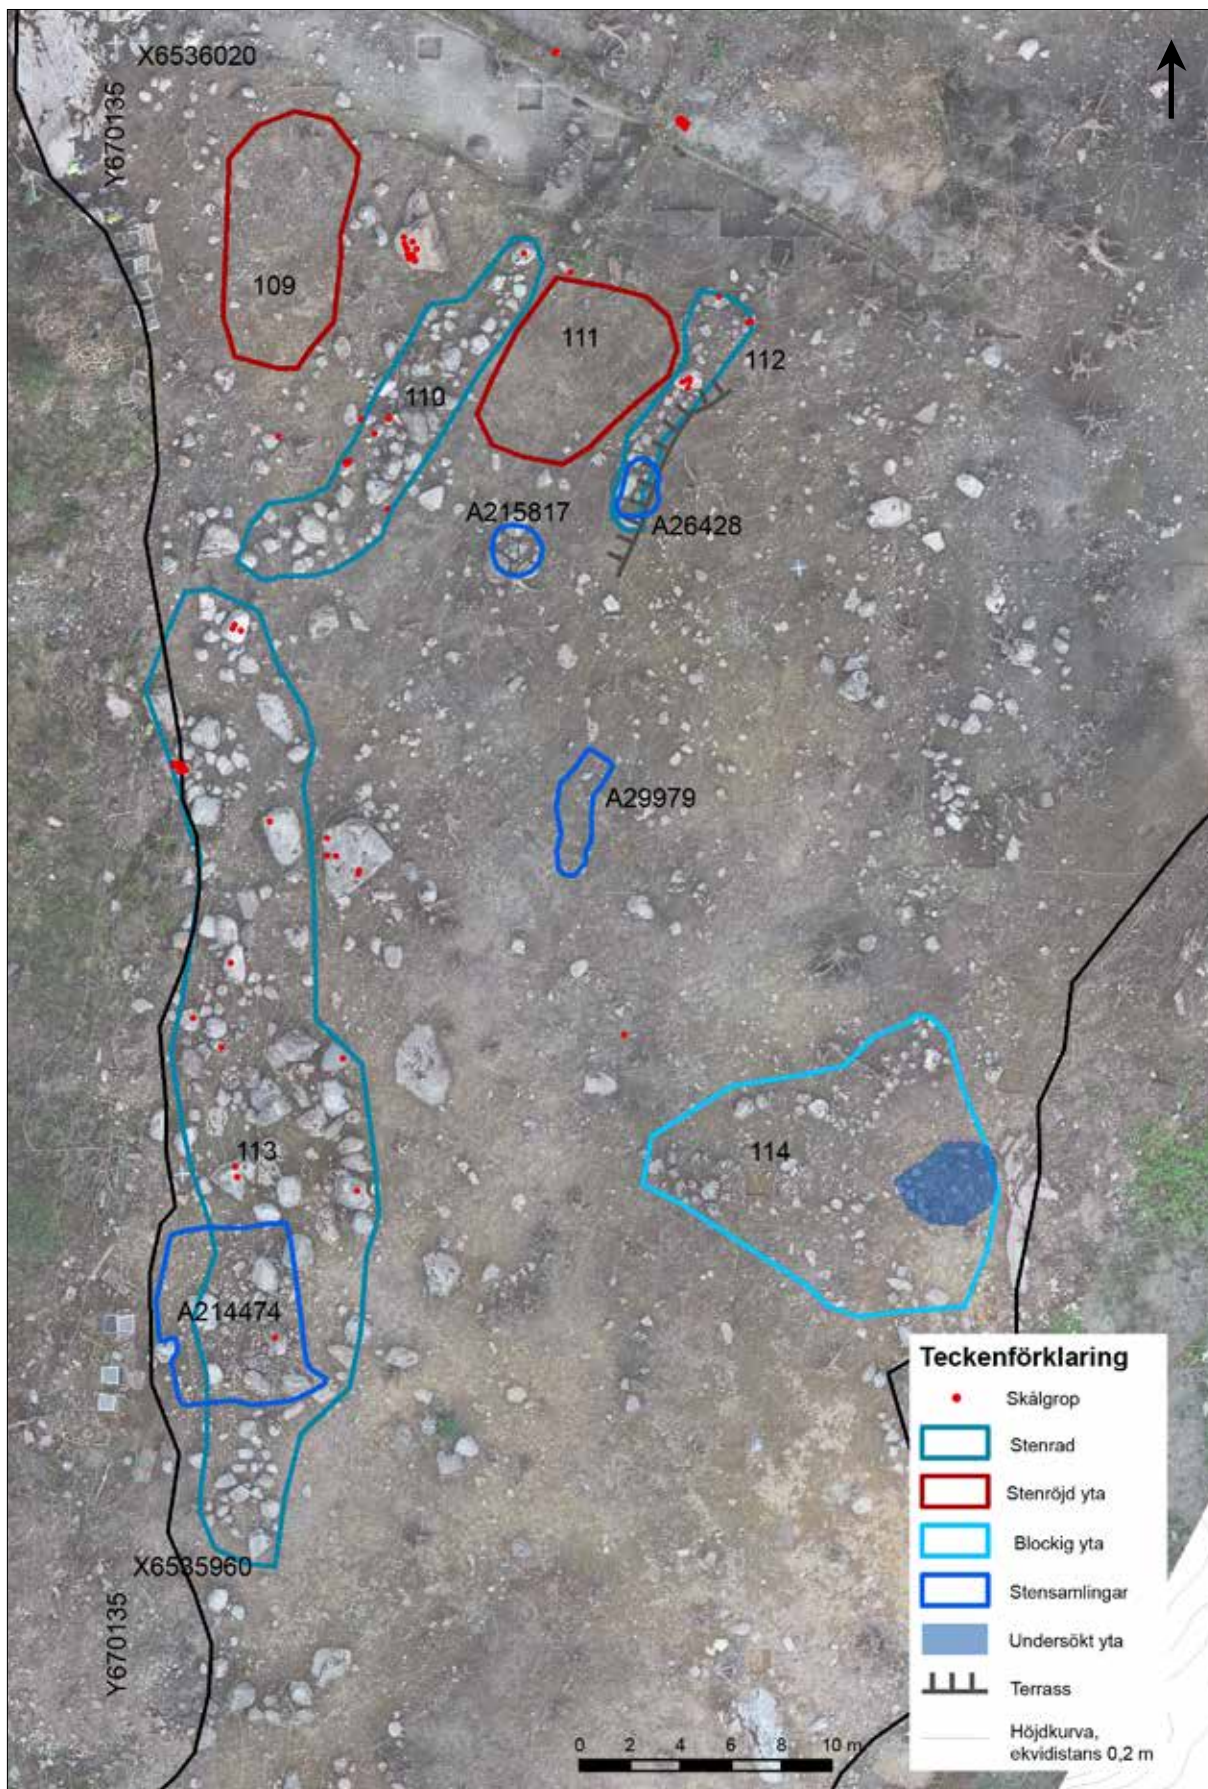 X6536020
Y670135
109
111
112
110
A215817
A26428
A29979
113
114
A214474
X6535960
Y670135
Teckenförklaring
Skålgrop
Stenrad
Stenröjd yta
Blockig yta
Stensamlingar
Undersökt yta
Terrass
Höjdkurva,
ekvidistans 0,2 m
0 2 4 6 8 10 m